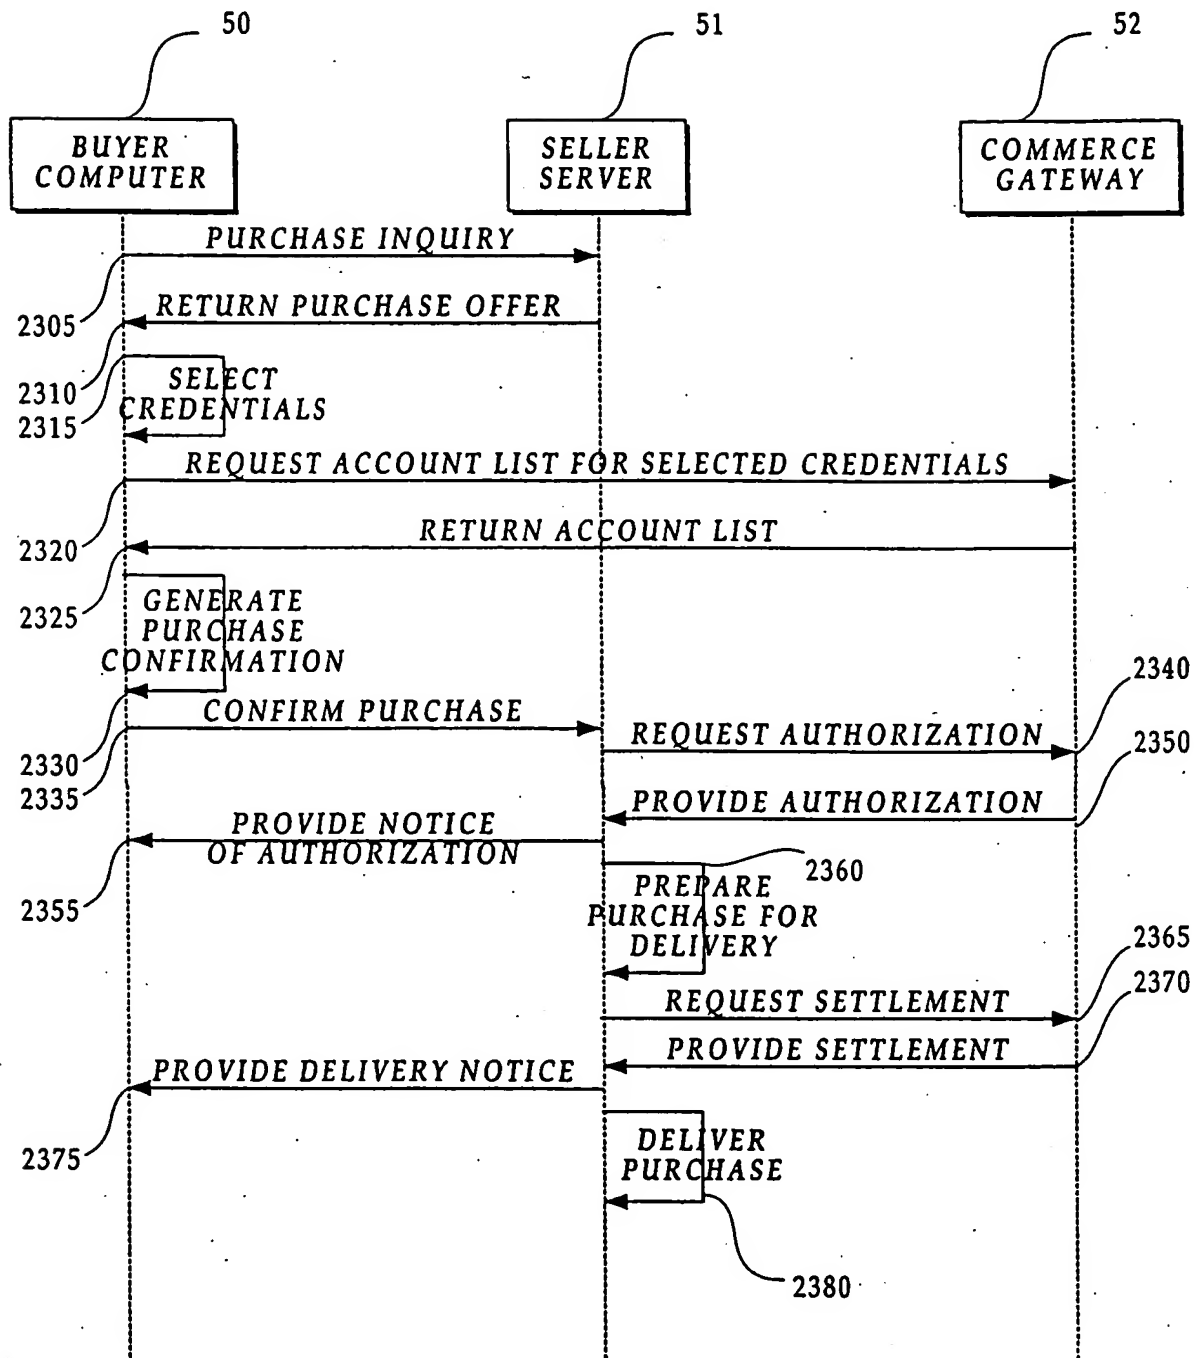 50
51
52
BUYER
COMPUTER
SELLER
SERVER
COMMERCE
GATEWAY
PURCHASE INQUIRY
2305
RETURN PURCHASE OFFER
2310
SELECT
CREDENTIALS
2315
REQUEST ACCOUNT LIST FOR SELECTED CREDENTIALS
2320
RETURN ACCOUNT LIST
2325
GENERATE
PURCHASE
CONFIRMATION
2330
CONFIRM PURCHASE
2335
REQUEST AUTHORIZATION
2340
PROVIDE AUTHORIZATION
2350
PROVIDE NOTICE
OF AUTHORIZATION
2355
2360
PREPARE
PURCHASE FOR
DELIVERY
REQUEST SETTLEMENT
2365
PROVIDE SETTLEMENT
2370
PROVIDE DELIVERY NOTICE
2375
DELIVER
PURCHASE
2380